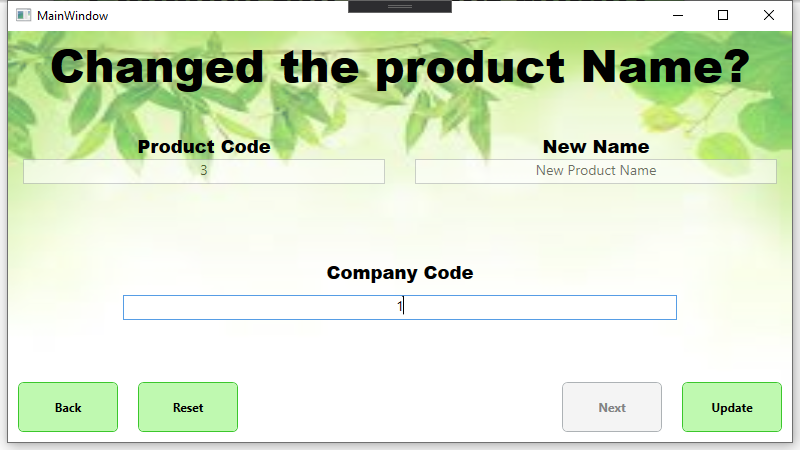 MainWindow
Changed the product Name?
Product Code
New Name
3
New Product Name
Company Code
1
Back
Reset
Next
Update